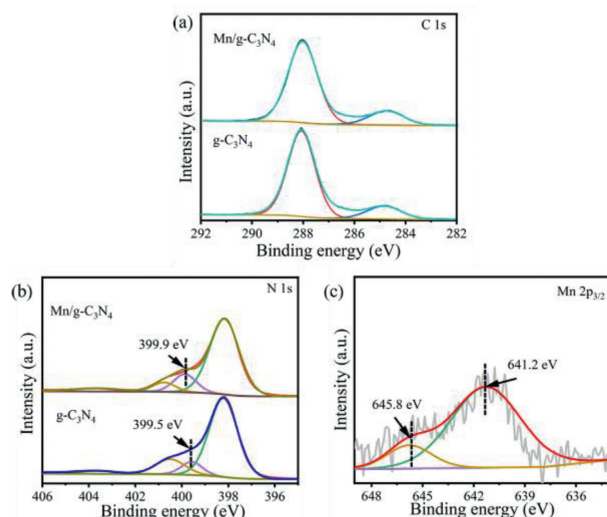 (a)
C 1s
Mn/g-C₃N₄
g-C₃N₄
Intensity (a.u.)
292 290 288 286 284 282
Binding energy (eV)
(b)
N 1s
Mn/g-C₃N₄
399.9 eV
g-C₃N₄
399.5 eV
Intensity (a.u.)
406 404 402 400 398 396
Binding energy (eV)
(c)
Mn 2p₃/₂
641.2 eV
645.8 eV
Intensity (a.u.)
648 645 642 639 636
Binding energy (eV)